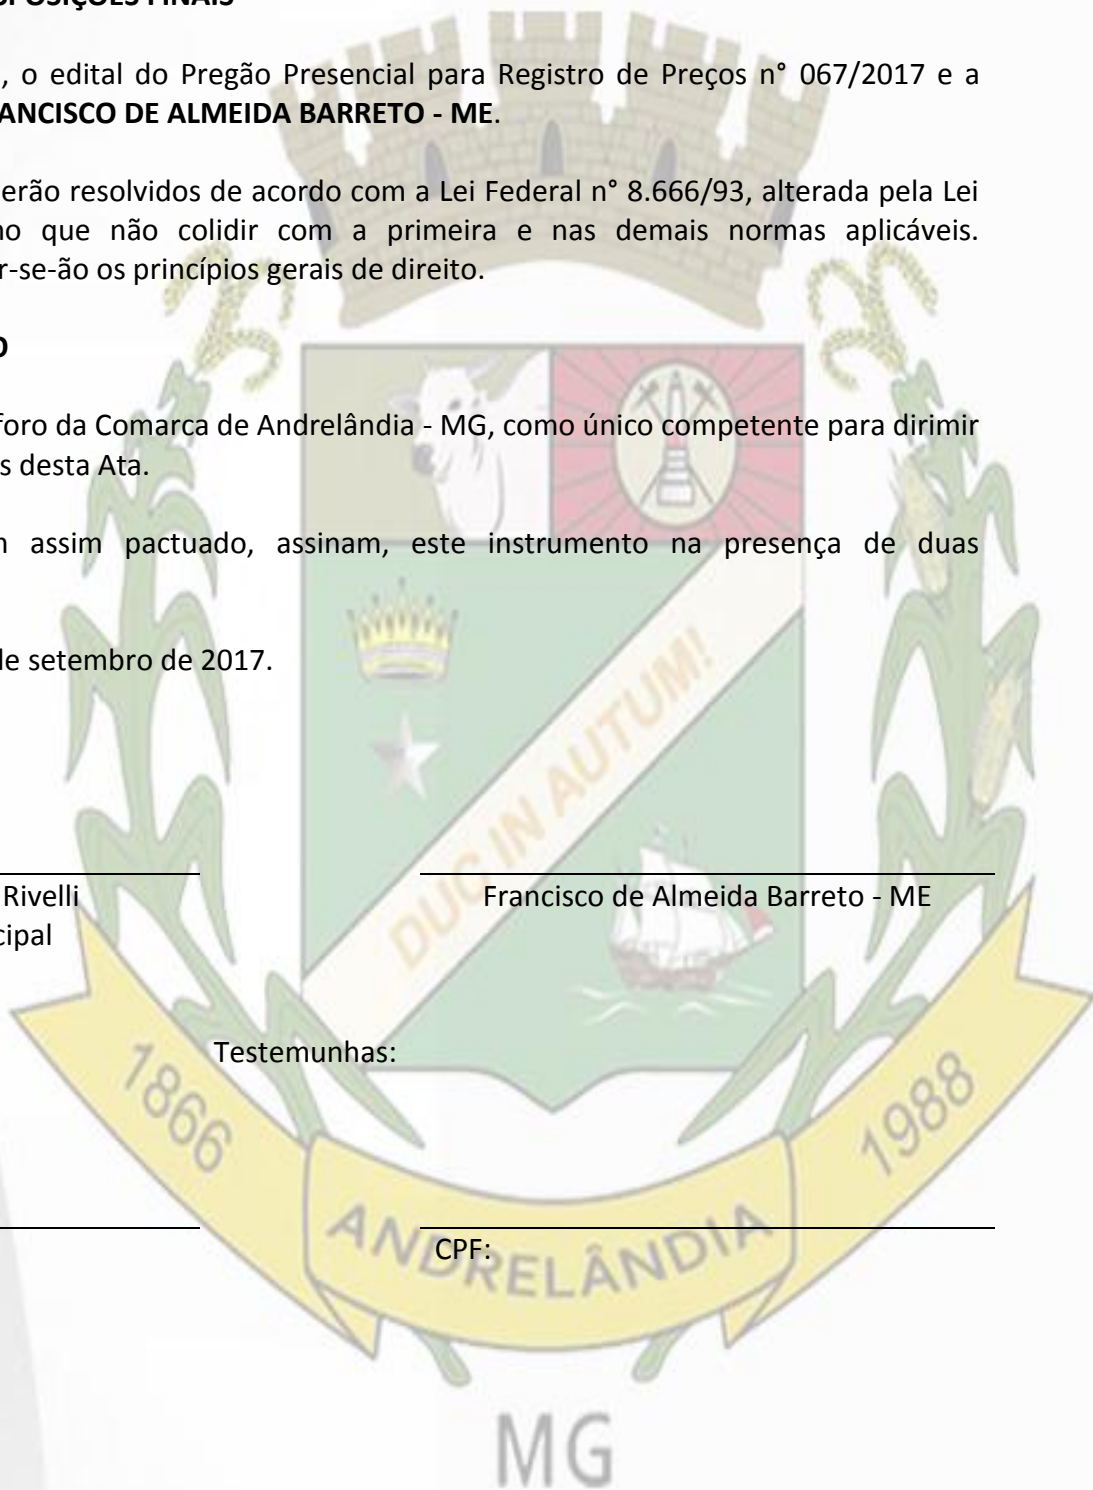 POSIÇÕES FINAIS
, o edital do Pregão Presencial para Registro de Preços n° 067/2017 e a
ANCISCO DE ALMEIDA BARRETO - ME.
erão resolvidos de acordo com a Lei Federal n° 8.666/93, alterada pela Lei
no que não colidir com a primeira e nas demais normas aplicáveis.
r-se-ão os princípios gerais de direito.
O
foro da Comarca de Andrelândia - MG, como único competente para dirimir
s desta Ata.
m assim pactuado, assinam, este instrumento na presença de duas
de setembro de 2017.
DUC IN AUTUM!
Rivelli
Francisco de Almeida Barreto - ME
cipal
Testemunhas:
1866
1988
CPF:
ANDRELÂNDIA
MG